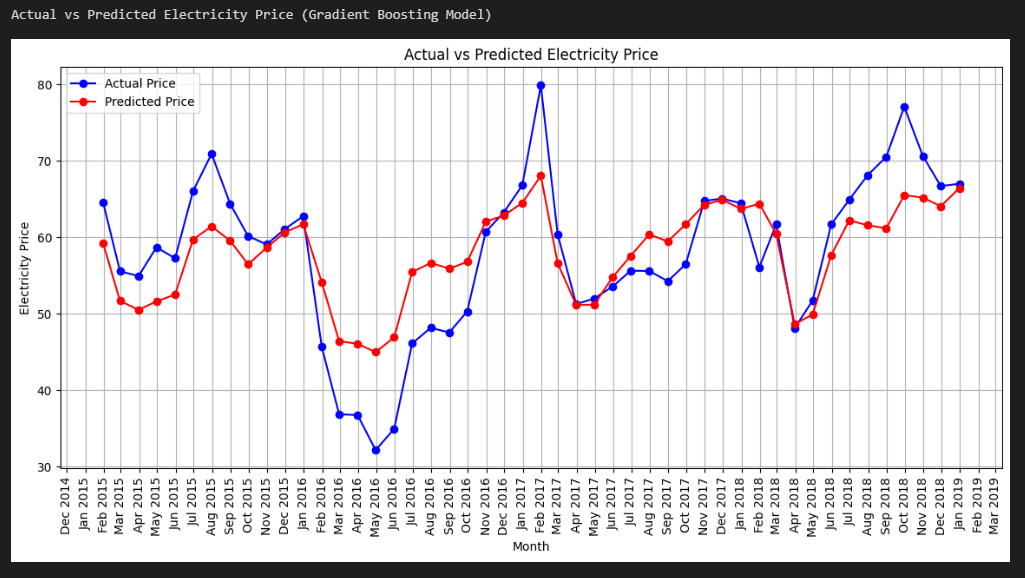 Actual vs Predicted Electricity Price (Gradient Boosting Model)
Actual vs Predicted Electricity Price
Actual Price
Predicted Price
Electricity Price
80
70
60
50
40
30
Dec 2014
Jan 2015
Feb 2015
Mar 2015
Apr 2015
May 2015
Jun 2015
Jul 2015
Aug 2015
Sep 2015
Oct 2015
Nov 2015
Dec 2015
Jan 2016
Feb 2016
Mar 2016
Apr 2016
May 2016
Jun 2016
Jul 2016
Aug 2016
Sep 2016
Oct 2016
Nov 2016
Dec 2016
Jan 2017
Feb 2017
Mar 2017
Apr 2017
May 2017
Jun 2017
Jul 2017
Aug 2017
Sep 2017
Oct 2017
Nov 2017
Dec 2017
Jan 2018
Feb 2018
Mar 2018
Apr 2018
May 2018
Jun 2018
Jul 2018
Aug 2018
Sep 2018
Oct 2018
Nov 2018
Dec 2018
Jan 2019
Feb 2019
Mar 2019
Month